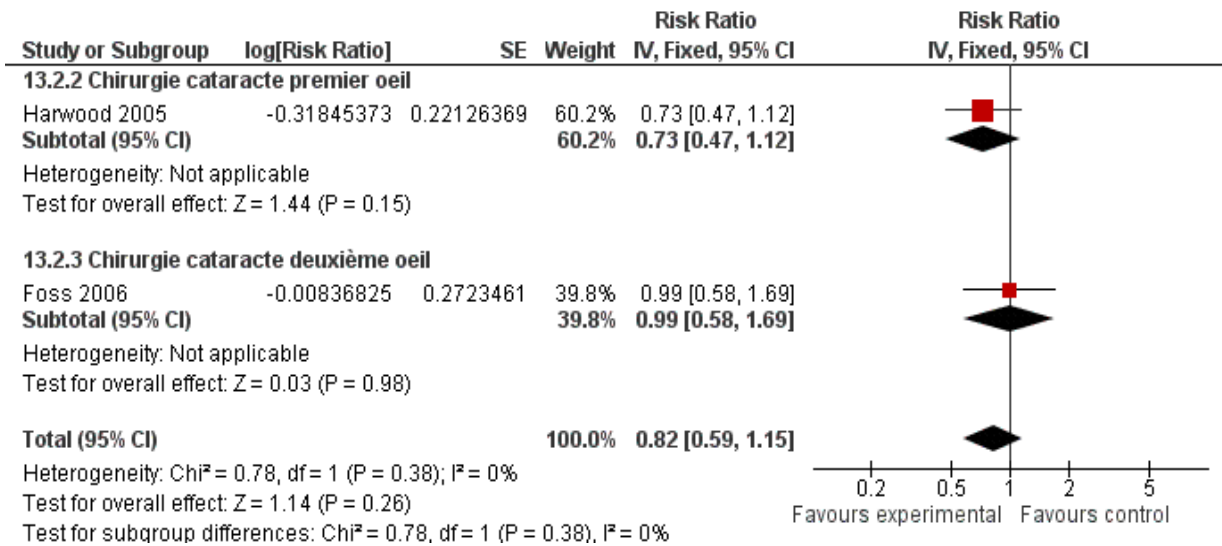 Risk Ratio Risk Ratio
Study or Subgroup log[Risk Ratio] SE Weight IV, Fixed, 95% CI IV, Fixed, 95% CI
13.2.2 Chirurgie cataracte premier oeil
Harwood 2005 -0.31845373 0.22126369 60.2% 0.73 [0.47, 1.12]
Subtotal (95% CI) 60.2% 0.73 [0.47, 1.12]
Heterogeneity: Not applicable
Test for overall effect: Z = 1.44 (P = 0.15)
13.2.3 Chirurgie cataracte deuxième oeil
Foss 2006 -0.00836825 0.2723461 39.8% 0.99 [0.58, 1.69]
Subtotal (95% CI) 39.8% 0.99 [0.58, 1.69]
Heterogeneity: Not applicable
Test for overall effect: Z = 0.03 (P = 0.98)
Total (95% CI) 100.0% 0.82 [0.59, 1.15]
Heterogeneity: Chi² = 0.78, df = 1 (P = 0.38); I² = 0%
Test for overall effect: Z = 1.14 (P = 0.26)
Test for subgroup differences: Chi² = 0.78, df = 1 (P = 0.38), I² = 0%
0.2 0.5 1 2 5
Favours experimental Favours control